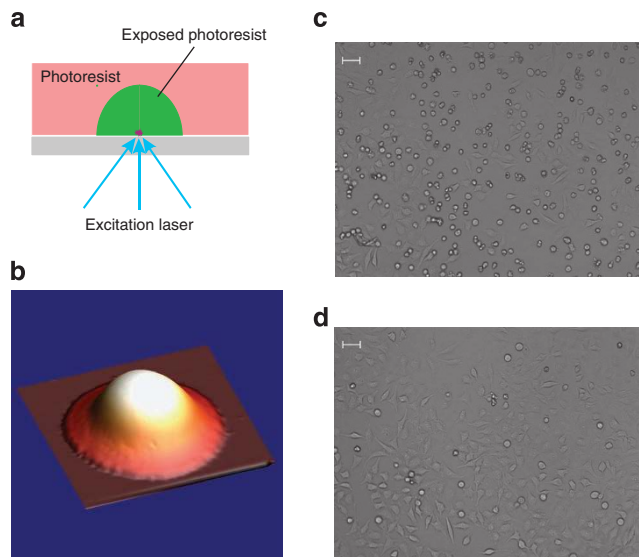 a
Exposed photoresist
Photoresist
Excitation laser
b
c
d